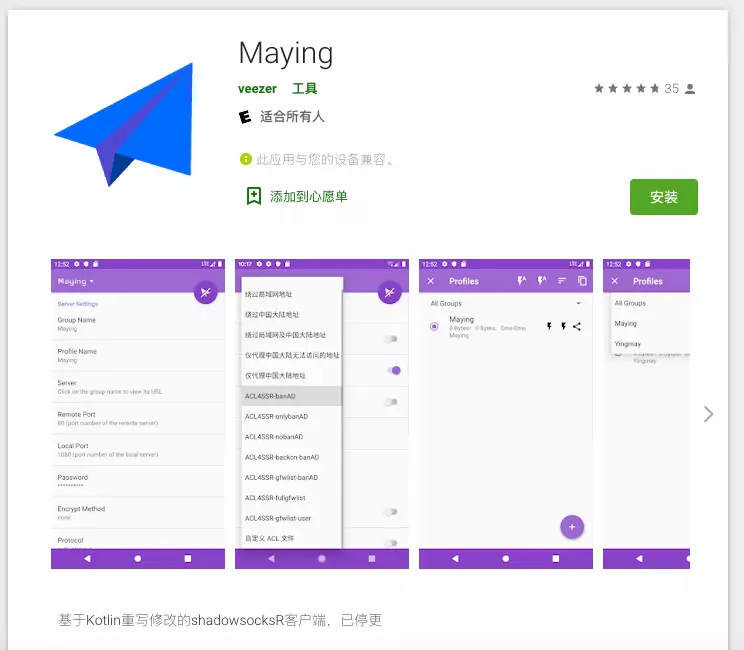 Maying
veezer 工具
35
E 适合所有人
此应用与您的设备兼容。
添加到心愿单
安装
12:52
LTE
Maying
Server Settings
Group Name
Maying
Profile Name
Maying
Server
Click on the group name to view its URL
Remote Port
80 (port number of the remote server)
Local Port
1080 (port number of the local server)
Password
**********
Encrypt Method
none
Protocol
10:17
绕过局域网地址
绕过中国大陆地址
绕过局域网及中国大陆地址
仅代理中国大陆无法访问的地址
仅代理中国大陆地址
ACL4SSR-banAD
ACL4SSR-onlybanAD
ACL4SSR-nobanAD
ACL4SSR-backcn-banAD
ACL4SSR-gfwlist-banAD
ACL4SSR-fullgfwlist
ACL4SSR-gfwlist-user
自定义 ACL 文件
12:52
LTE
Profiles
All Groups
Maying
0 Bytes: 0 Bytes, 0ms-0ms
Maying
12:52
Profiles
All Groups
Maying
Yingmay
Yingmay
基于Kotlin重写修改的shadowsocksR客户端，已停更